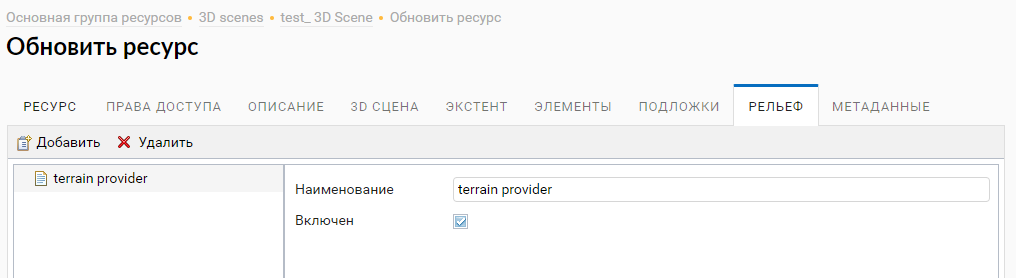 Основная группа ресурсов • 3D scenes • test_ 3D Scene • Обновить ресурс
Обновить ресурс
РЕСУРС ПРАВА ДОСТУПА ОПИСАНИЕ 3D СЦЕНА ЭКСТЕНТ ЭЛЕМЕНТЫ ПОДЛОЖКИ РЕЛЬЕФ МЕТАДАННЫЕ
Добавить Удалить
terrain provider
Наименование terrain provider
Включен